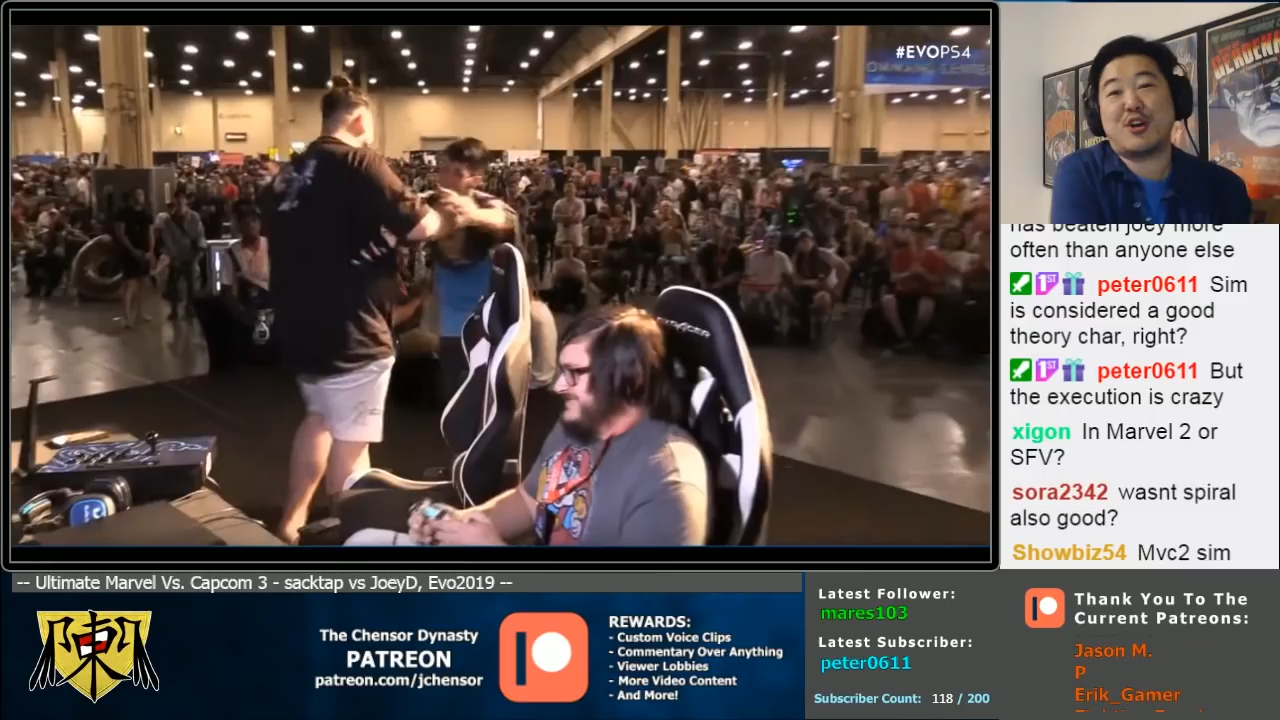 #EVOPS4
has beaten joey more
often than anyone else
peter0611 Sim
is considered a good
theory char, right?
peter0611 But
the execution is crazy
xigon In Marvel 2 or
SFV?
sora2342 wasnt spiral
also good?
Showbiz54 Mvc2 sim
-- Ultimate Marvel Vs. Capcom 3 - sacktap vs JoeyD, Evo2019 --
The Chensor Dynasty
PATREON
patreon.com/jchensor
REWARDS:
- Custom Voice Clips
- Commentary Over Anything
- Viewer Lobbies
- More Video Content
- And More!
Latest Follower:
mares103
Latest Subscriber:
peter0611
Subscriber Count: 118 / 200
Thank You To The
Current Patreons:
Jason M.
P
Erik_Gamer